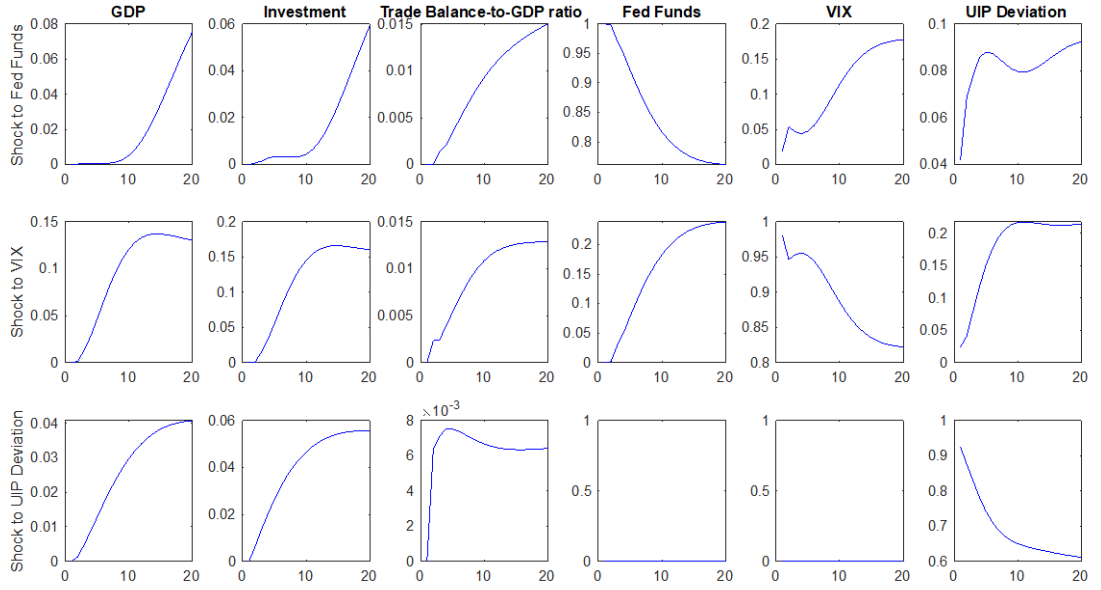 GDP Investment Trade Balance-to-GDP ratio Fed Funds VIX UIP Deviation
Shock to Fed Funds
0.08 0.06 0.015 1 0.2 0.1
0.06 0.04 0.01 0.95 0.15 0.08
0.04 0.02 0.005 0.9 0.1 0.06
0.02 0 0 0.85 0.05 0.04
0 0.8 0
0 10 20 0 10 20 0 10 20 0 10 20 0 10 20 0 10 20
Shock to VIX
0.15 0.2 0.015 0.2 1 0.2
0.1 0.15 0.01 0.15 0.95 0.15
0.05 0.1 0.005 0.1 0.9 0.1
0 0.05 0 0.05 0.85 0.05
0 0 0.8 0
0 10 20 0 10 20 0 10 20 0 10 20 0 10 20 0 10 20
Shock to UIP Deviation
×10-3
0.04 0.06 8 1 1 1
0.03 0.04 6 0.5 0.5 0.9
0.02 0.02 4 0 0 0.8
0.01 0 2 0.7
0 0 0.6
0 10 20 0 10 20 0 10 20 0 10 20 0 10 20 0 10 20